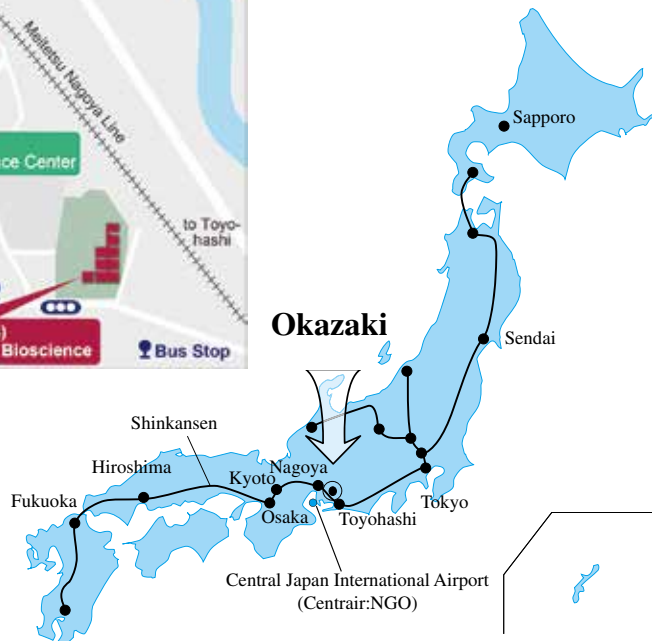 Meitetsu Nagoya Line
ce Center
to Toyo-
hashi
)
Bioscience
Bus Stop
Okazaki
Sapporo
Sendai
Shinkansen
Hiroshima
Kyoto
Nagoya
Fukuoka
Osaka
Toyohashi
Tokyo
Central Japan International Airport
(Centrair:NGO)